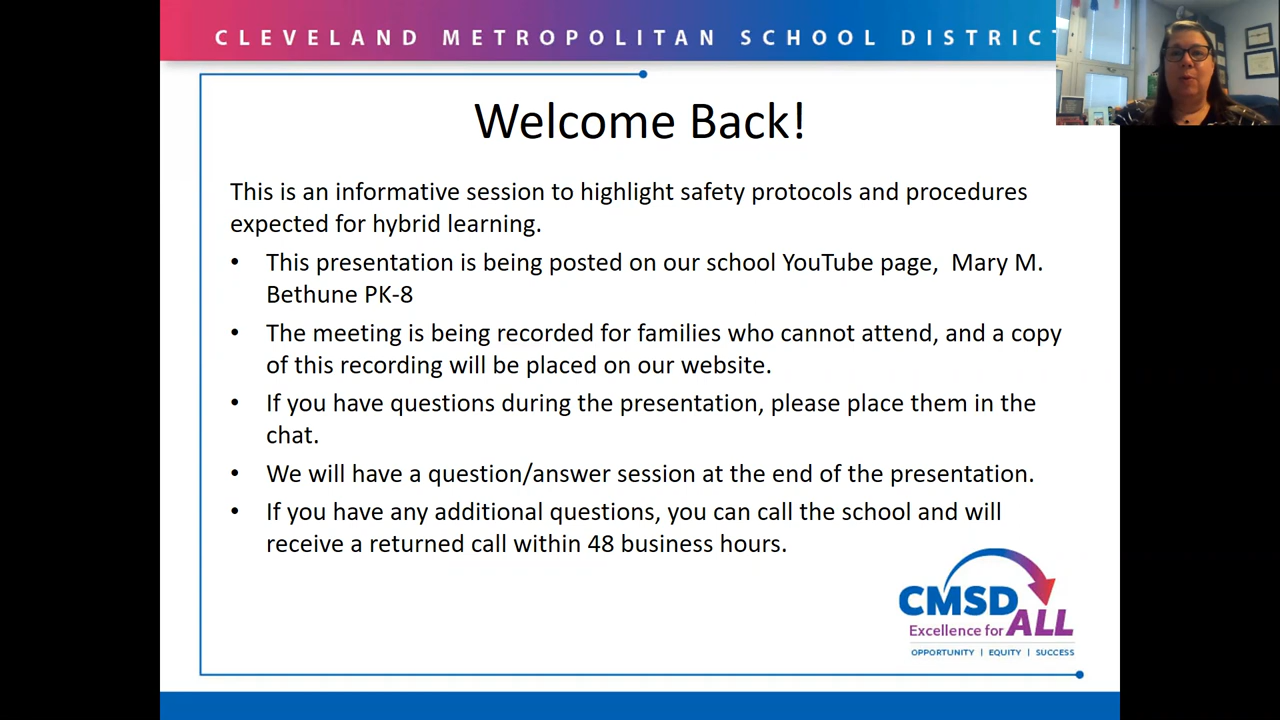 CLEVELAND METROPOLITAN SCHOOL DISTRICT
Welcome Back!
This is an informative session to highlight safety protocols and procedures
expected for hybrid learning.
• This presentation is being posted on our school YouTube page, Mary M.
Bethune PK-8
• The meeting is being recorded for families who cannot attend, and a copy
of this recording will be placed on our website.
• If you have questions during the presentation, please place them in the
chat.
• We will have a question/answer session at the end of the presentation.
• If you have any additional questions, you can call the school and will
receive a returned call within 48 business hours.
CMSD
Excellence for ALL
OPPORTUNITY | EQUITY | SUCCESS